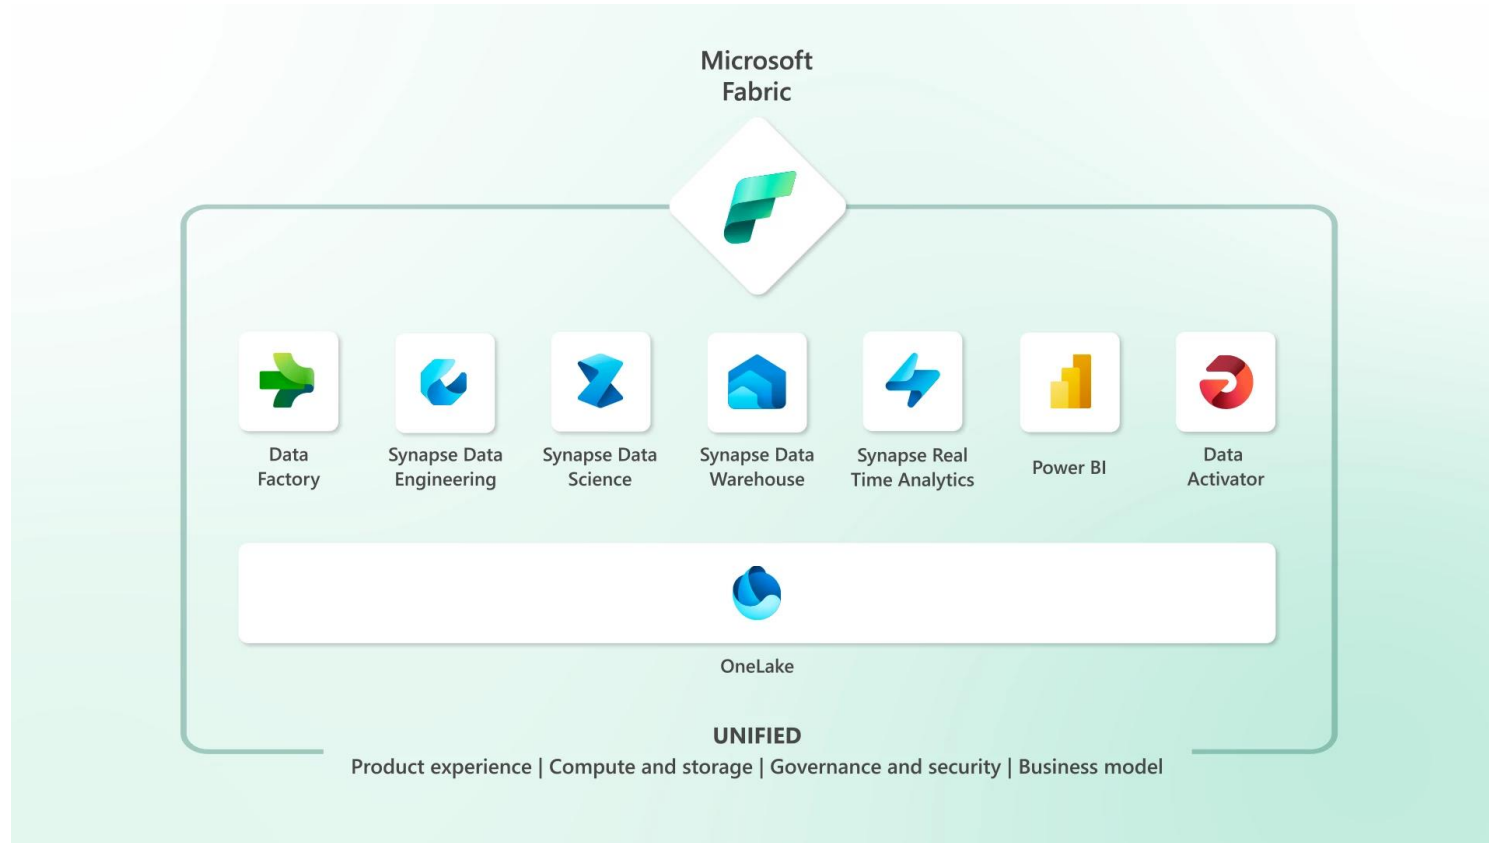 Microsoft
Fabric
Data
Factory
Synapse Data
Engineering
Synapse Data
Science
Synapse Data
Warehouse
Synapse Real
Time Analytics
Power BI
Data
Activator
OneLake
UNIFIED
Product experience | Compute and storage | Governance and security | Business model